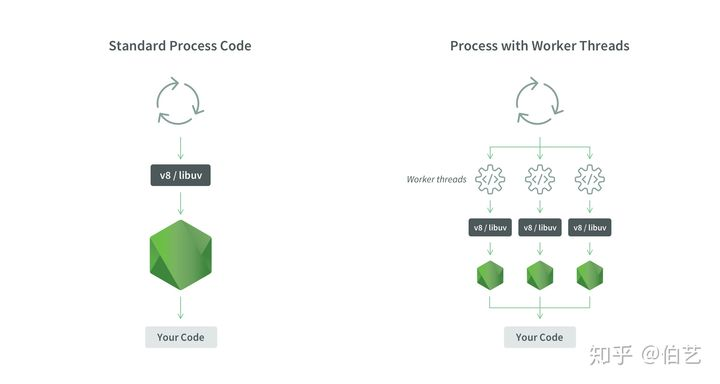 Standard Process Code
Process with Worker Threads
v8 / libuv
Your Code
Worker threads
v8 / libuv
v8 / libuv
v8 / libuv
Your Code
知乎 @伯艺